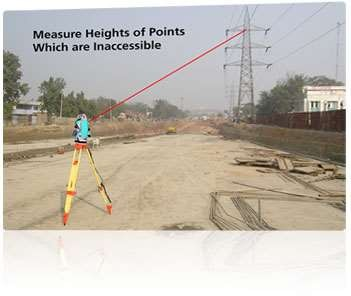 Measure Heights of Points
Which are Inaccessible